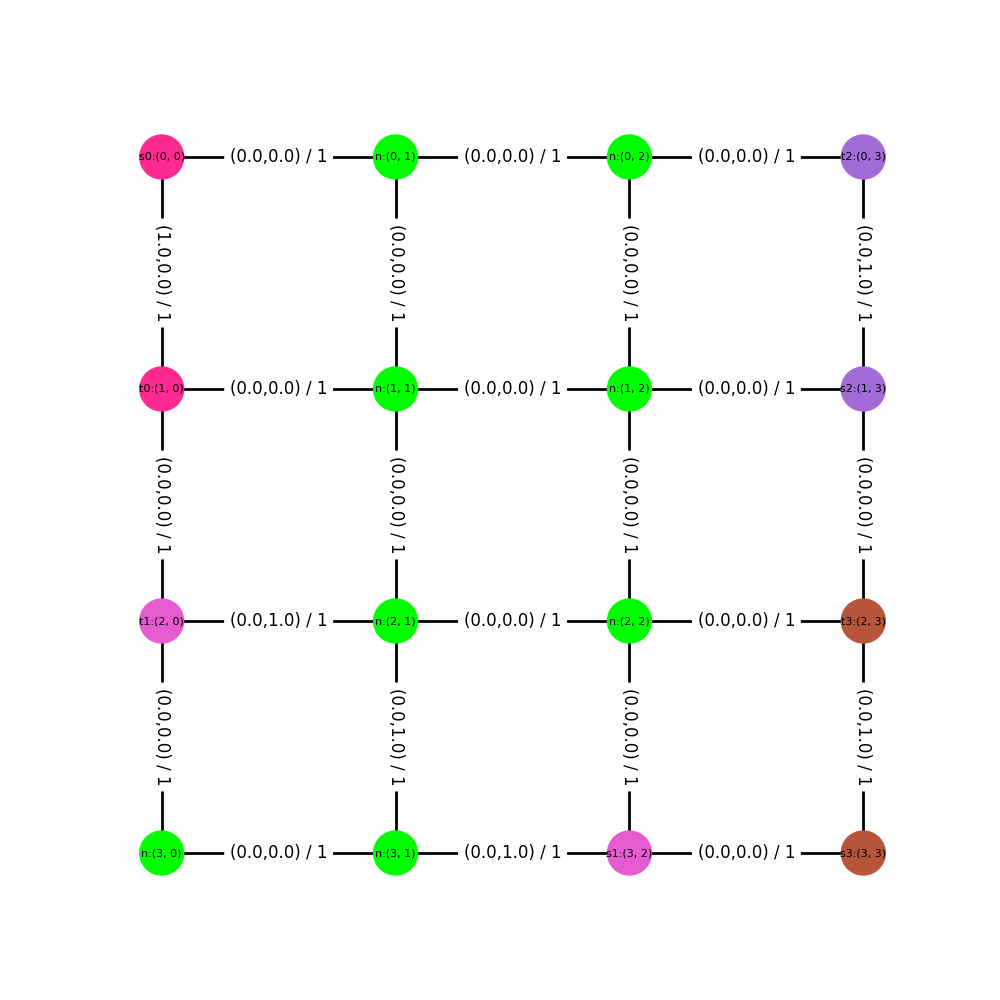 s0:(0, 0) (0.0,0.0) / 1 n:(0, 1) (0.0,0.0) / 1 n:(0, 2) (0.0,0.0) / 1 t2:(0, 3)
(1.0,0.0) / 1 (0.0,0.0) / 1 (0.0,0.0) / 1 (0.0,1.0) / 1
t0:(1, 0) (0.0,0.0) / 1 n:(1, 1) (0.0,0.0) / 1 n:(1, 2) (0.0,0.0) / 1 s2:(1, 3)
(0.0,0.0) / 1 (0.0,0.0) / 1 (0.0,0.0) / 1 (0.0,0.0) / 1
t1:(2, 0) (0.0,1.0) / 1 n:(2, 1) (0.0,0.0) / 1 n:(2, 2) (0.0,0.0) / 1 t3:(2, 3)
(0.0,0.0) / 1 (0.0,1.0) / 1 (0.0,0.0) / 1 (0.0,1.0) / 1
n:(3, 0) (0.0,0.0) / 1 n:(3, 1) (0.0,1.0) / 1 s1:(3, 2) (0.0,0.0) / 1 s3:(3, 3)